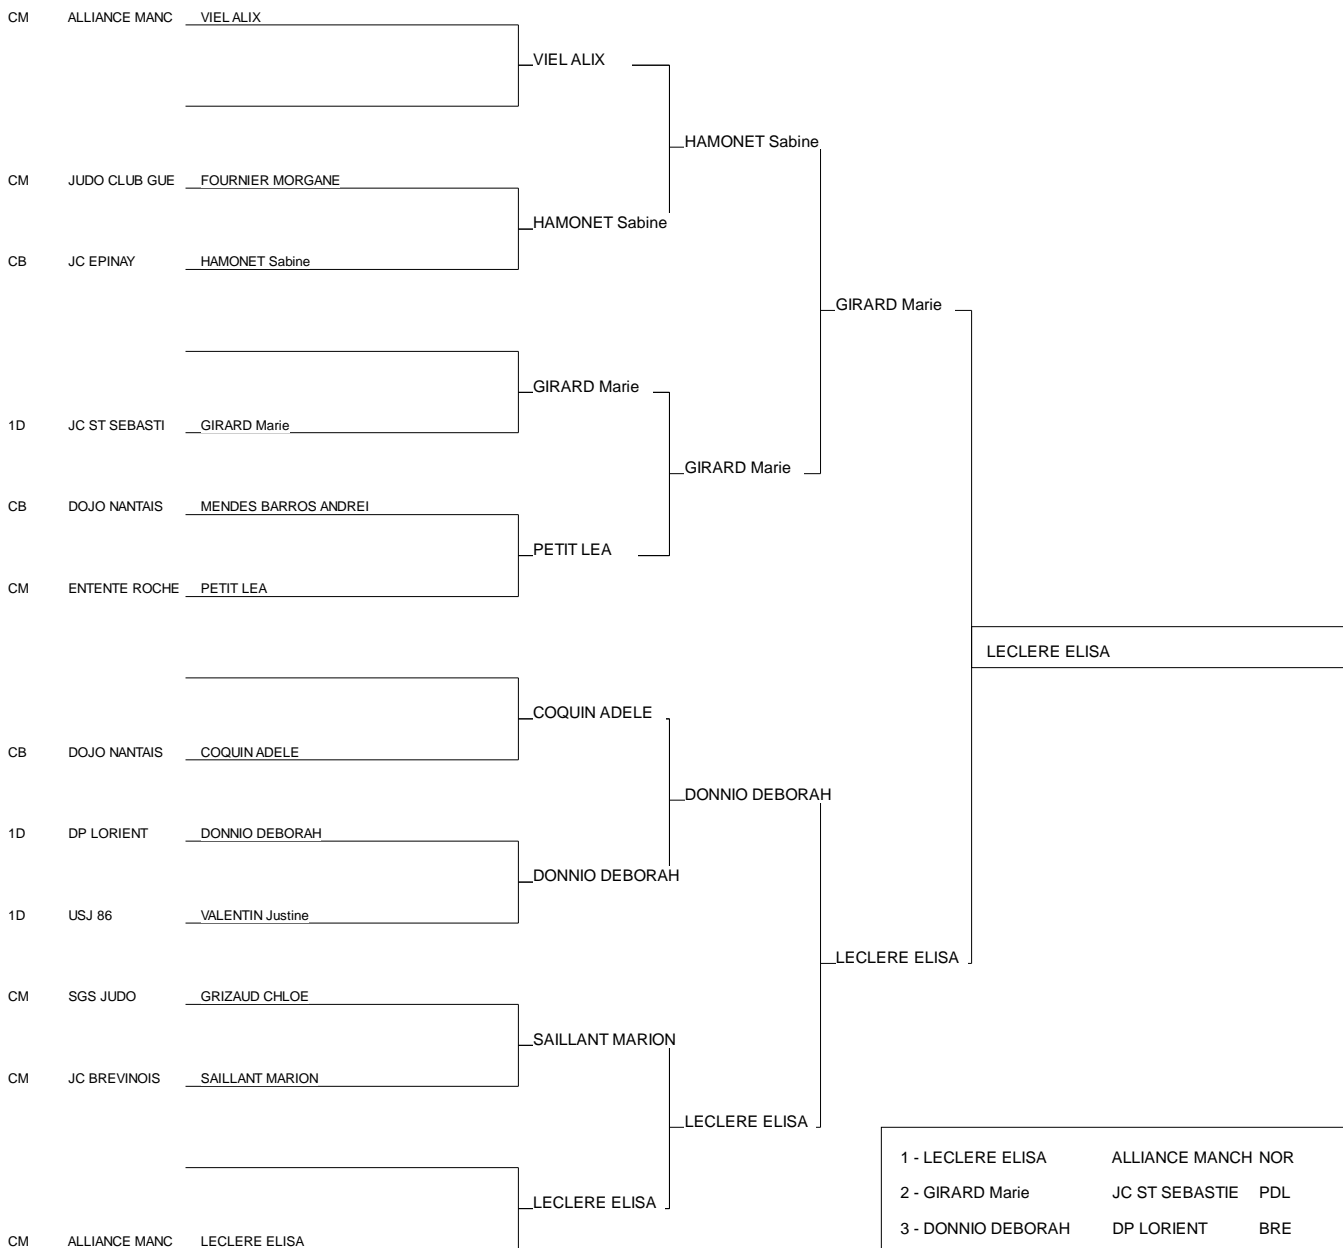 CM ALLIANCE MANC VIEL ALIX
VIEL ALIX
HAMONET Sabine
CM JUDO CLUB GUE FOURNIER MORGANE
HAMONET Sabine
CB JC EPINAY HAMONET Sabine
GIRARD Marie
GIRARD Marie
1D JC ST SEBASTI GIRARD Marie
GIRARD Marie
CB DOJO NANTAIS MENDES BARROS ANDREI
PETIT LEA
CM ENTENTE ROCHE PETIT LEA
LECLERE ELISA
COQUIN ADELE
CB DOJO NANTAIS COQUIN ADELE
DONNIO DEBORAH
1D DP LORIENT DONNIO DEBORAH
DONNIO DEBORAH
1D USJ 86 VALENTIN Justine
LECLERE ELISA
CM SGS JUDO GRIZAUD CHLOE
SAILLANT MARION
CM JC BREVINOIS SAILLANT MARION
LECLERE ELISA
1 - LECLERE ELISA ALLIANCE MANCH NOR
2 - GIRARD Marie JC ST SEBASTIE PDL
LECLERE ELISA
3 - DONNIO DEBORAH DP LORIENT BRE
CM ALLIANCE MANC LECLERE ELISA